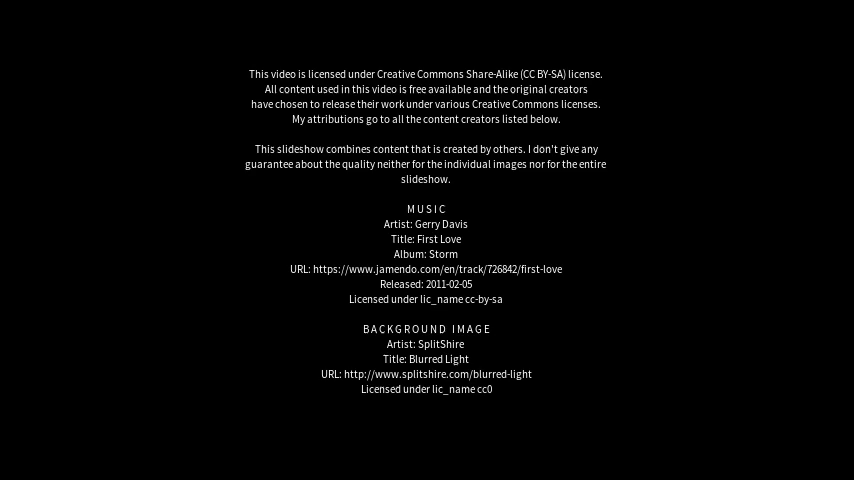 This video is licensed under Creative Commons Share-Alike (CC BY-SA) license.
All content used in this video is free available and the original creators
have chosen to release their work under various Creative Commons licenses.
My attributions go to all the content creators listed below.
This slideshow combines content that is created by others. I don't give any
guarantee about the quality neither for the individual images nor for the entire
slideshow.
MUSIC
Artist: Gerry Davis
Title: First Love
Album: Storm
URL: https://www.jamendo.com/en/track/726842/first-love
Released: 2011-02-05
Licensed under lic_name cc-by-sa
BACKGROUND IMAGE
Artist: SplitShire
Title: Blurred Light
URL: http://www.splitshire.com/blurred-light
Licensed under lic_name cc0